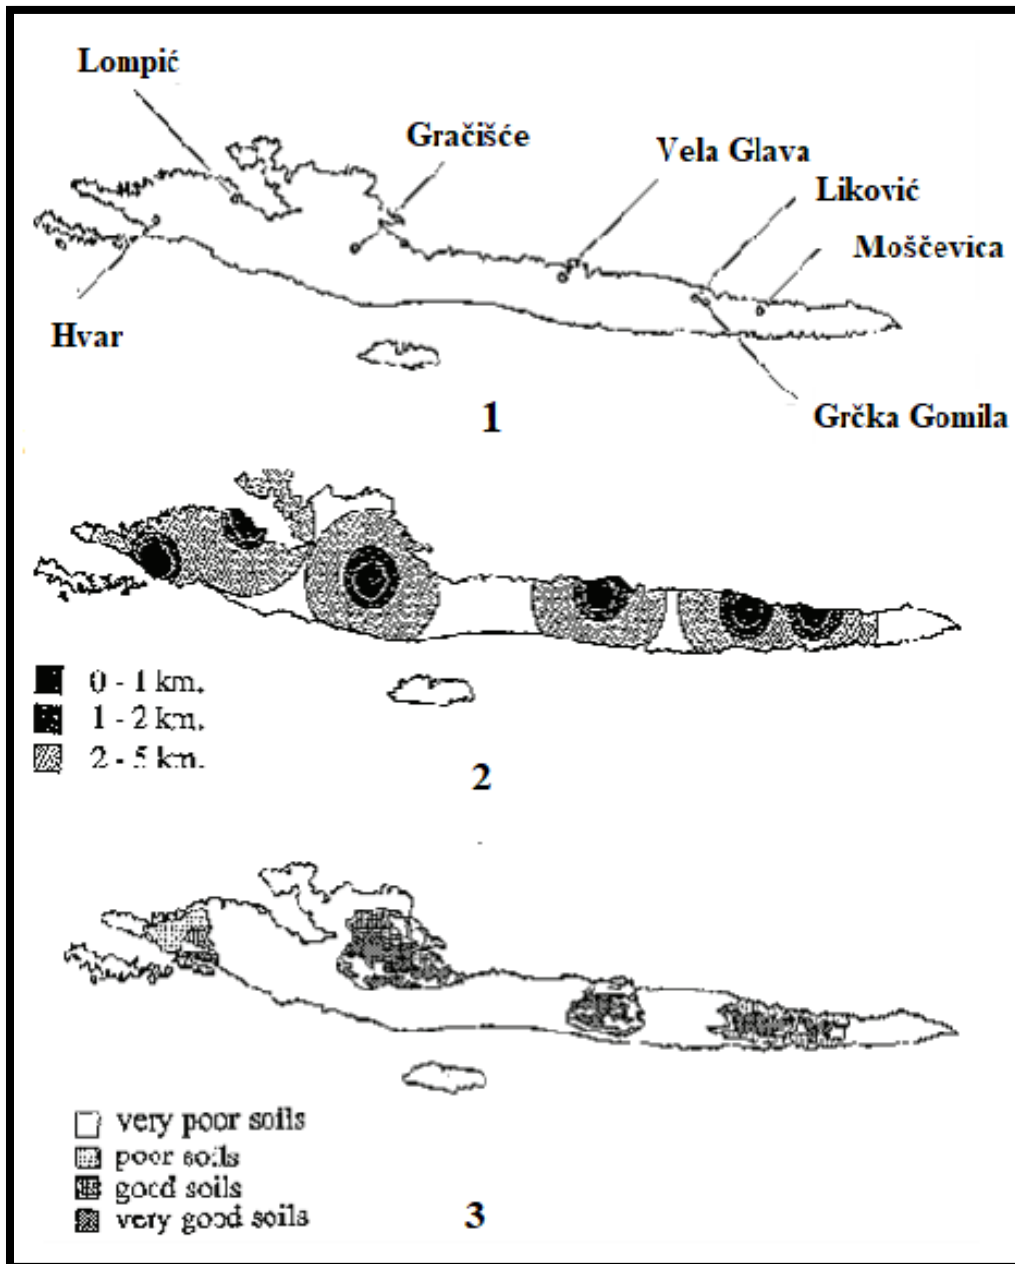 Lompić
Gračišće
Vela Glava
Liković
Moščevica
Hvar
Grčka Gomila
1
0 - 1 km.
1 - 2 km.
2 - 5 km.
2
very poor soils
poor soils
good soils
very good soils
3